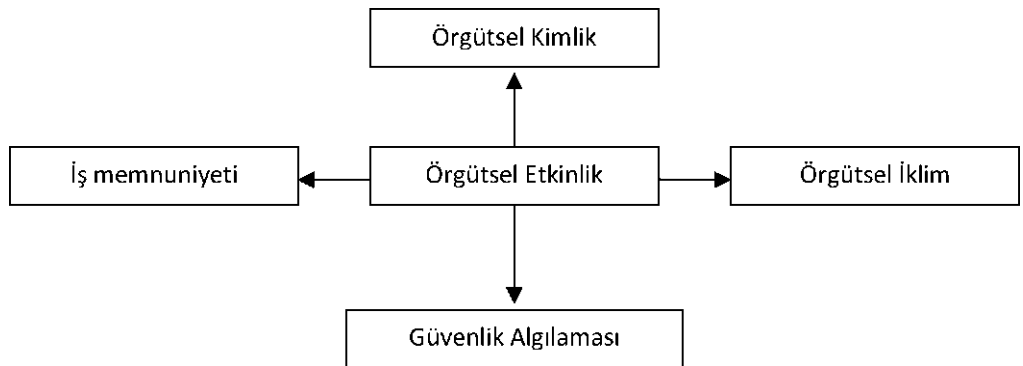 Örgütsel Kimlik
İş memnuniyeti
Örgütsel Etkinlik
Örgütsel İklim
Güvenlik Algılaması